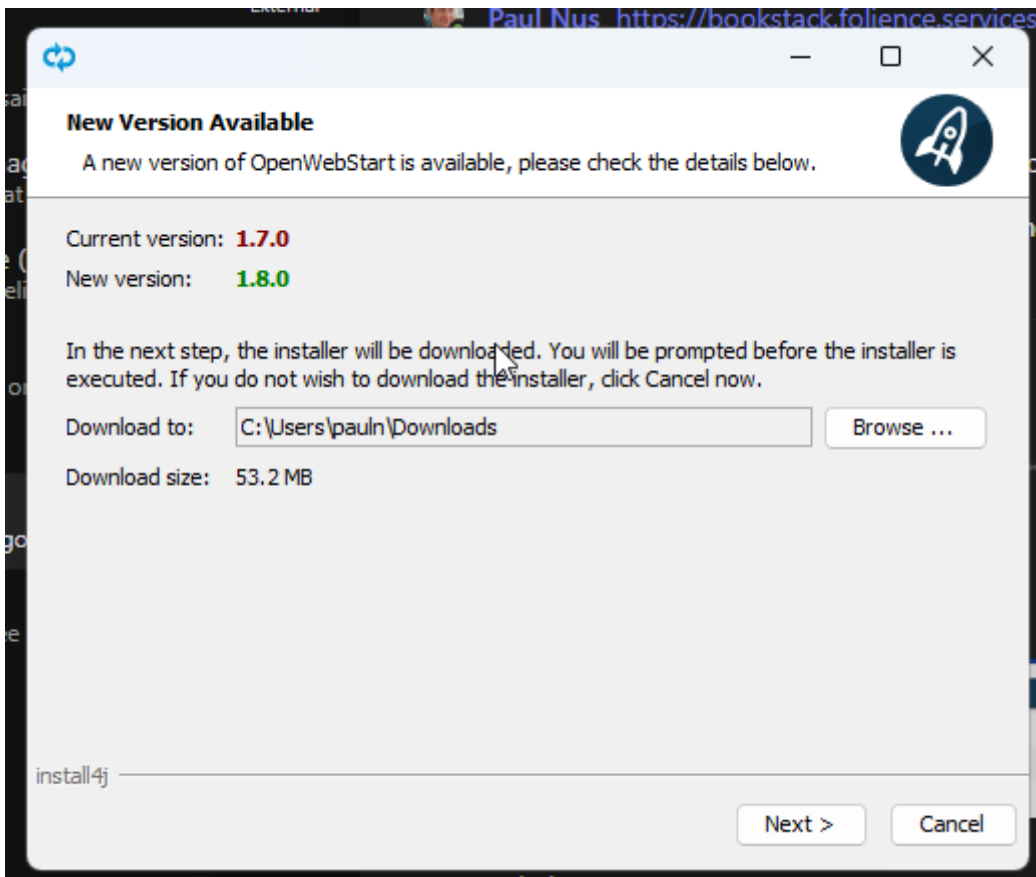 External
Paul Nus https://bookstack.folience.services
New Version Available
A new version of OpenWebStart is available, please check the details below.
Current version: 1.7.0
New version: 1.8.0
In the next step, the installer will be downloaded. You will be prompted before the installer is
executed. If you do not wish to download the installer, click Cancel now.
Download to: C:\Users\pauln\Downloads Browse ...
Download size: 53.2 MB
install4j
Next > Cancel